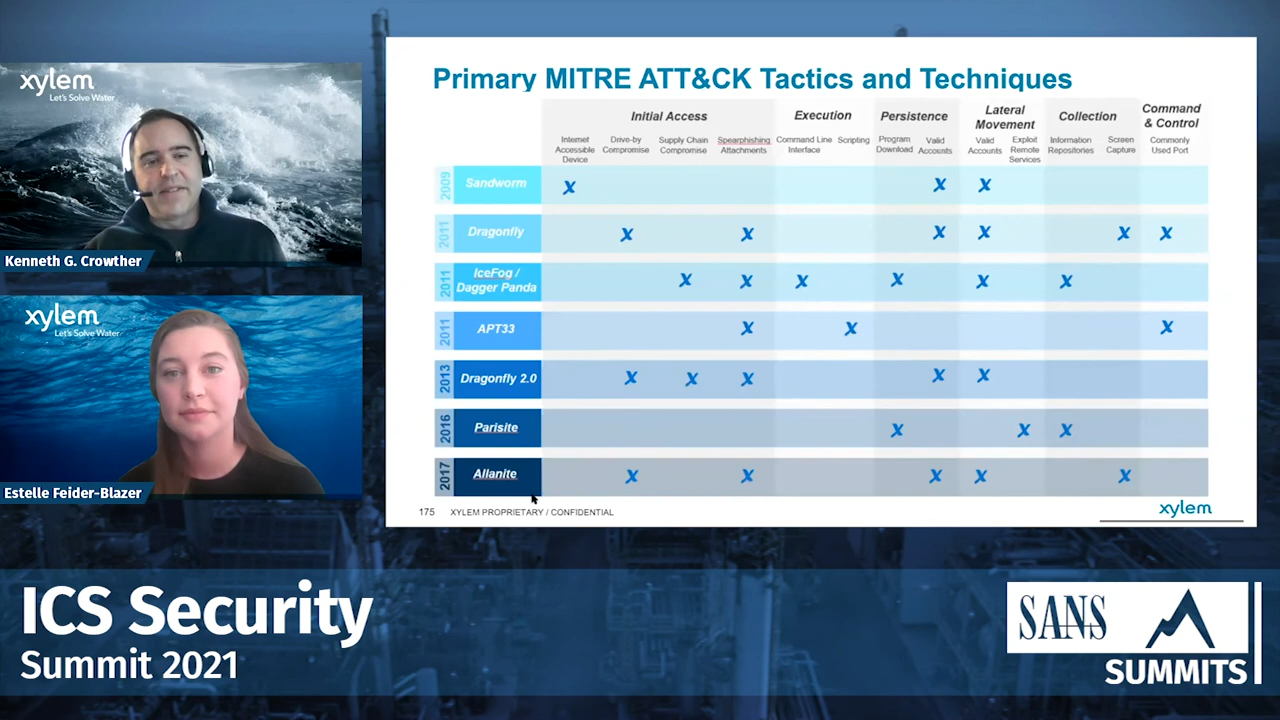 xylem
Let's Solve Water
Kenneth G. Crowther
xylem
Let's Solve Water
Estelle Feider-Blazer
Primary MITRE ATT&CK Tactics and Techniques
Initial Access
Execution
Persistence
Lateral Movement
Collection
Command & Control
Internet Accessible Device
Drive-by Compromise
Supply Chain Compromise
Spearphishing Attachments
Command Line Interface
Scripting
Program Download
Valid Accounts
Valid Accounts
Exploit Remote Services
Information Repositories
Screen Capture
Commonly Used Port
2009 Sandworm X X X
2011 Dragonfly X X X X X X
2011 IceFog / Dagger Panda X X X X X X
2011 APT33 X X X
2013 Dragonfly 2.0 X X X X X
2016 Parisite X X X
2017 Allanite X X X X X
175 XYLEM PROPRIETARY / CONFIDENTIAL
xylem
ICS Security
Summit 2021
SANS
SUMMITS